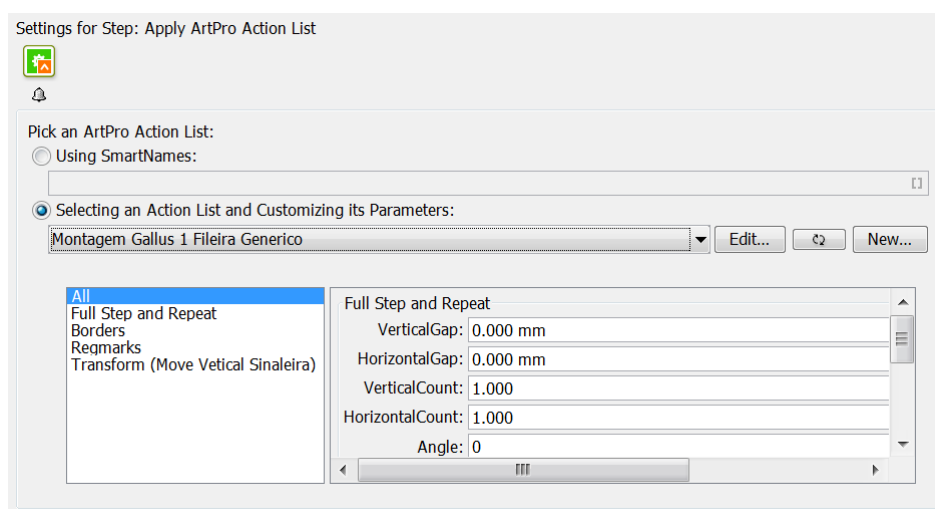 Settings for Step: Apply ArtPro Action List
Pick an ArtPro Action List:
Using SmartNames:
[]
Selecting an Action List and Customizing its Parameters:
Montagem Gallus 1 Fileira Generico
Edit...
New...
All
Full Step and Repeat
Borders
Regmarks
Transform (Move Vetical Sinaleira)
Full Step and Repeat
VerticalGap: 0.000 mm
HorizontalGap: 0.000 mm
VerticalCount: 1.000
HorizontalCount: 1.000
Angle: 0